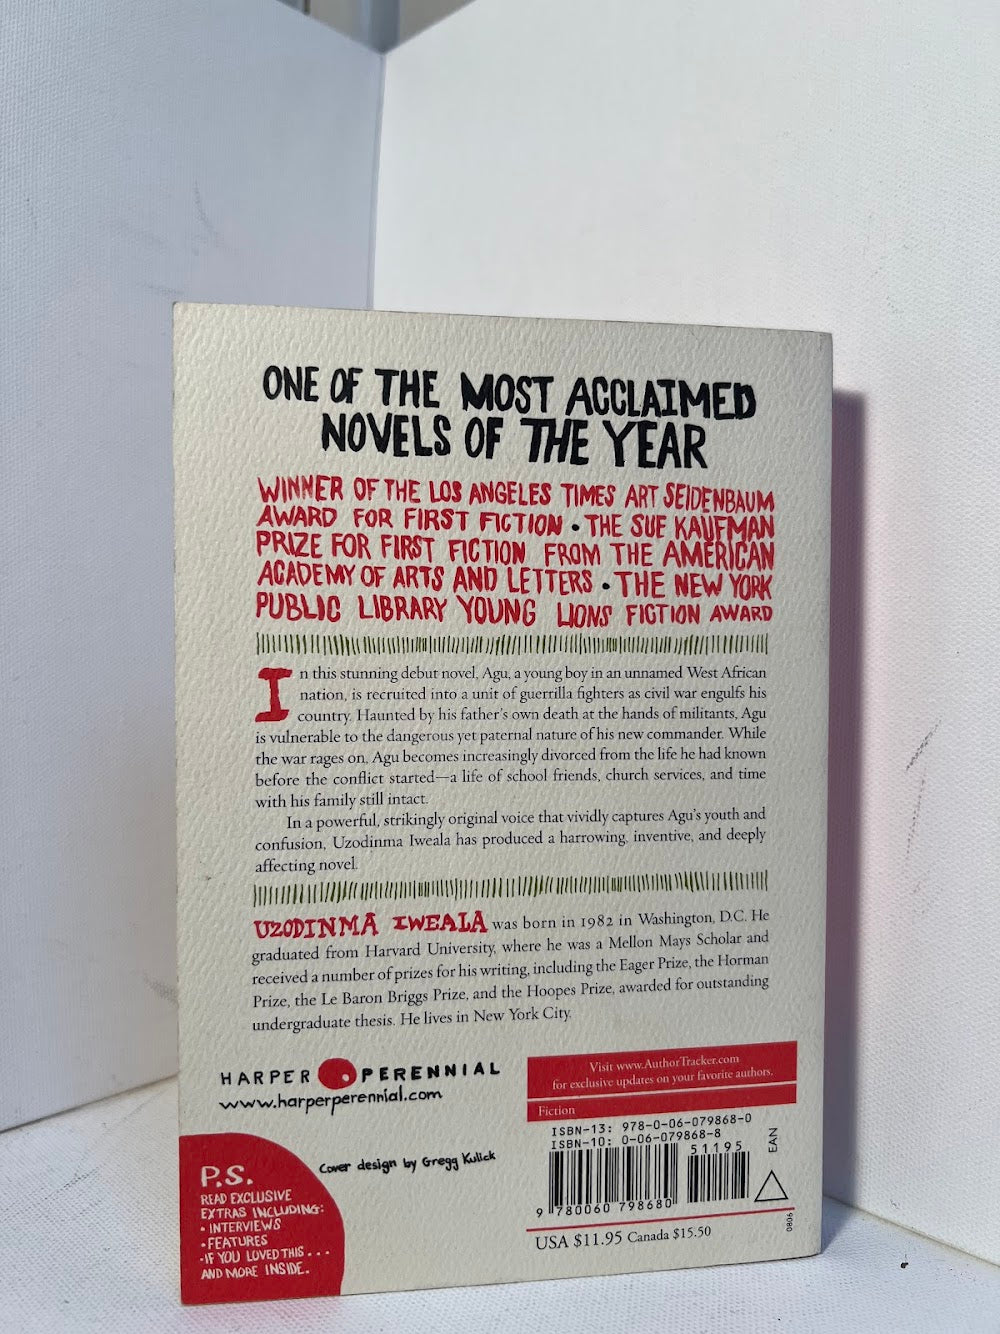 ONE OF THE MOST ACCLAIMED
NOVELS OF THE YEAR
WINNER OF THE LOS ANGELES TIMES ART SEIDENBAUM
AWARD FOR FIRST FICTION • THE SUE KAUFMAN
PRIZE FOR FIRST FICTION FROM THE AMERICAN
ACADEMY OF ARTS AND LETTERS • THE NEW YORK
PUBLIC LIBRARY YOUNG LIONS FICTION AWARD
In this stunning debut novel, Agu, a young boy in an unnamed West African
nation, is recruited into a unit of guerrilla fighters as civil war engulfs his
country. Haunted by his father's own death at the hands of militants, Agu
is vulnerable to the dangerous yet paternal nature of his new commander. While
the war rages on, Agu becomes increasingly divorced from the life he had known
before the conflict started—a life of school friends, church services, and time
with his family still intact.
In a powerful, strikingly original voice that vividly captures Agu's youth and
confusion, Uzodinma Iweala has produced a harrowing, inventive, and deeply
affecting novel.
UZODINMA IWEALA was born in 1982 in Washington, D.C. He
graduated from Harvard University, where he was a Mellon Mays Scholar and
received a number of prizes for his writing, including the Eager Prize, the Horman
Prize, the Le Baron Briggs Prize, and the Hoopes Prize, awarded for outstanding
undergraduate thesis. He lives in New York City.
HARPER PERENNIAL
www.harperperennial.com
Visit www.AuthorTracker.com
for exclusive updates on your favorite authors.
Fiction
ISBN-13: 978-0-06-079868-0
ISBN-10: 0-06-079868-8
51195
EAN
9 780060 798680
0806
USA $11.95 Canada $15.50
Cover design by Gregg Kulick
P.S.
READ EXCLUSIVE
EXTRAS INCLUDING:
• INTERVIEWS
• FEATURES
• IF YOU LOVED THIS...
AND MORE INSIDE.